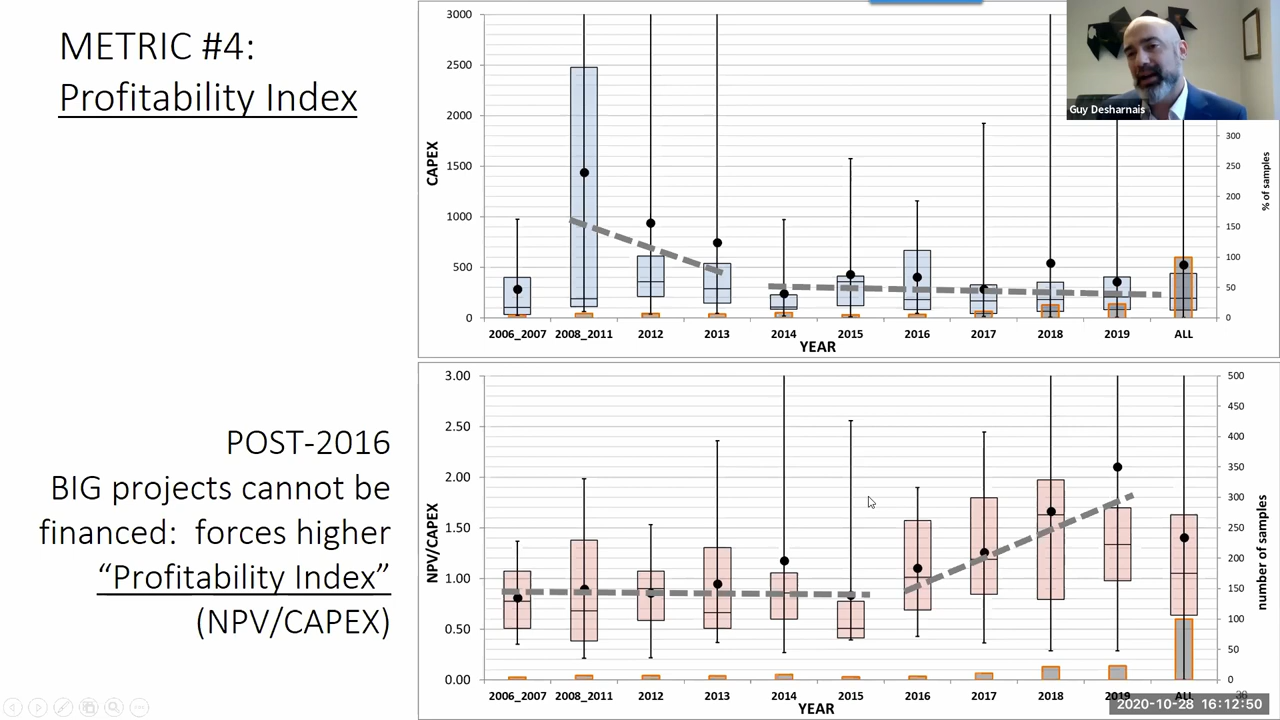 METRIC #4:
Profitability Index
POST-2016
BIG projects cannot be
financed: forces higher
“Profitability Index”
(NPV/CAPEX)
3000
2500
2000
1500
1000
500
0
CAPEX
2006_2007 2008_2011 2012 2013 2014 2015 2016 2017 2018 2019 ALL
YEAR
300
250
200
150
100
50
0
% of samples
Guy Desharnais
3.00
2.50
2.00
1.50
1.00
0.50
0.00
NPV/CAPEX
2006_2007 2008_2011 2012 2013 2014 2015 2016 2017 2018 2019 ALL
YEAR
500
450
400
350
300
250
200
150
100
50
0
number of samples
36
2020-10-28 16:12:50